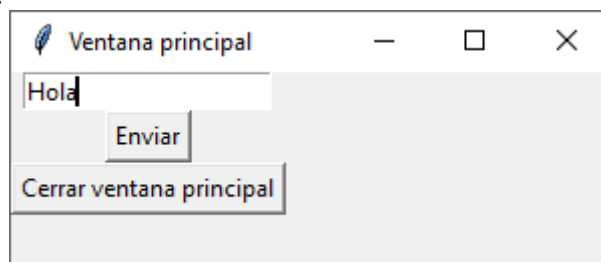 Ventana principal
Hola
Enviar
Cerrar ventana principal